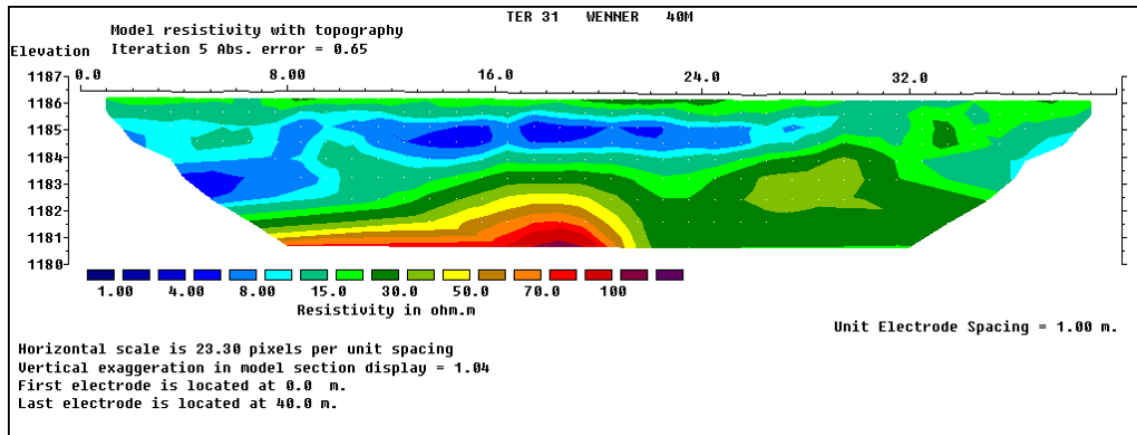 TER 31 WENNER 40M
Model resistivity with topography
Iteration 5 Abs. error = 0.65
Elevation
0.0 8.00 16.0 24.0 32.0
1187
1186
1185
1184
1183
1182
1181
1180
1.00 4.00 8.00 15.0 30.0 50.0 70.0 100
Resistivity in ohm.m
Unit Electrode Spacing = 1.00 m.
Horizontal scale is 23.30 pixels per unit spacing
Vertical exaggeration in model section display = 1.04
First electrode is located at 0.0 m.
Last electrode is located at 40.0 m.